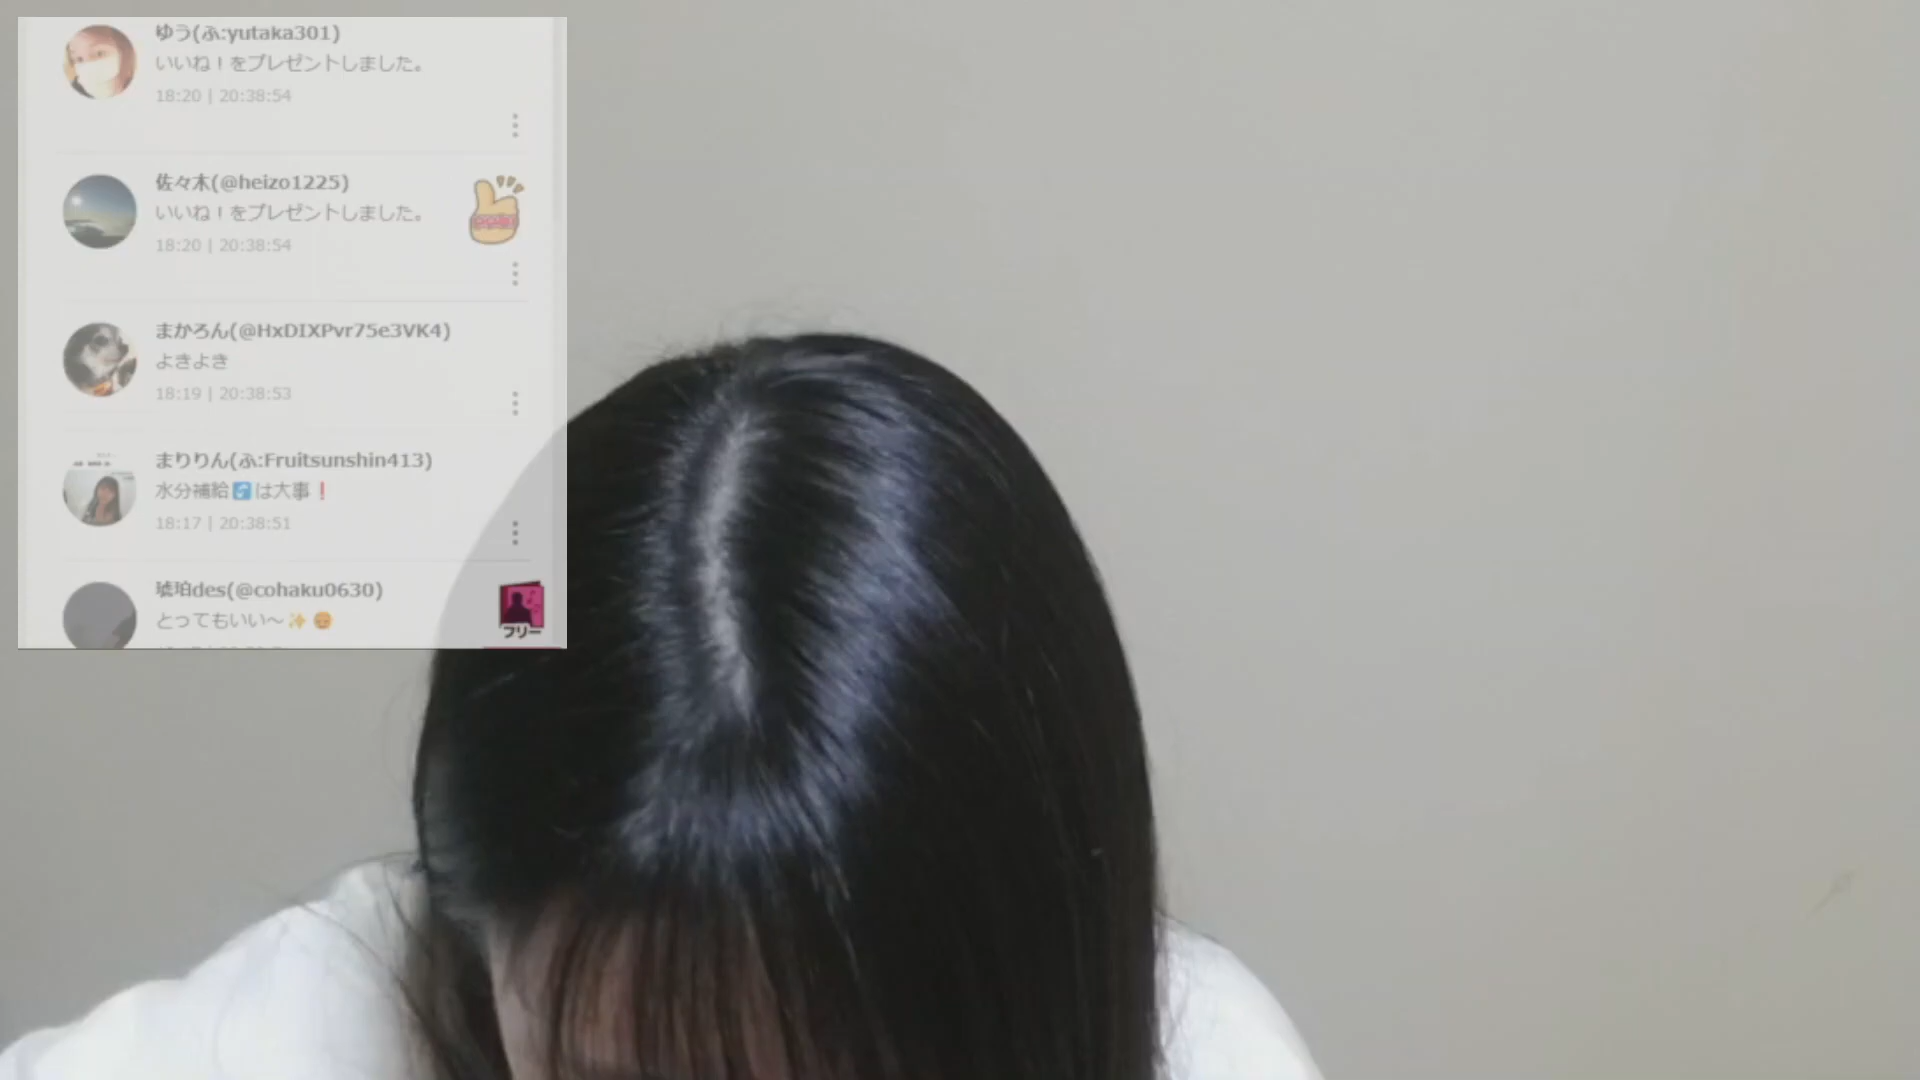 ゆう(ふ:yutaka301)
いいね！をプレゼントしました。
18:20 | 20:38:54
佐々木(@heizo1225)
いいね！をプレゼントしました。
18:20 | 20:38:54
まかろん(@HxDIXPvr75e3VK4)
よきよき
18:19 | 20:38:53
まりりん(ふ:Fruitsunshin413)
水分補給🚰は大事❗
18:17 | 20:38:51
琥珀des(@cohaku0630)
とってもいい〜✨😊
フリー